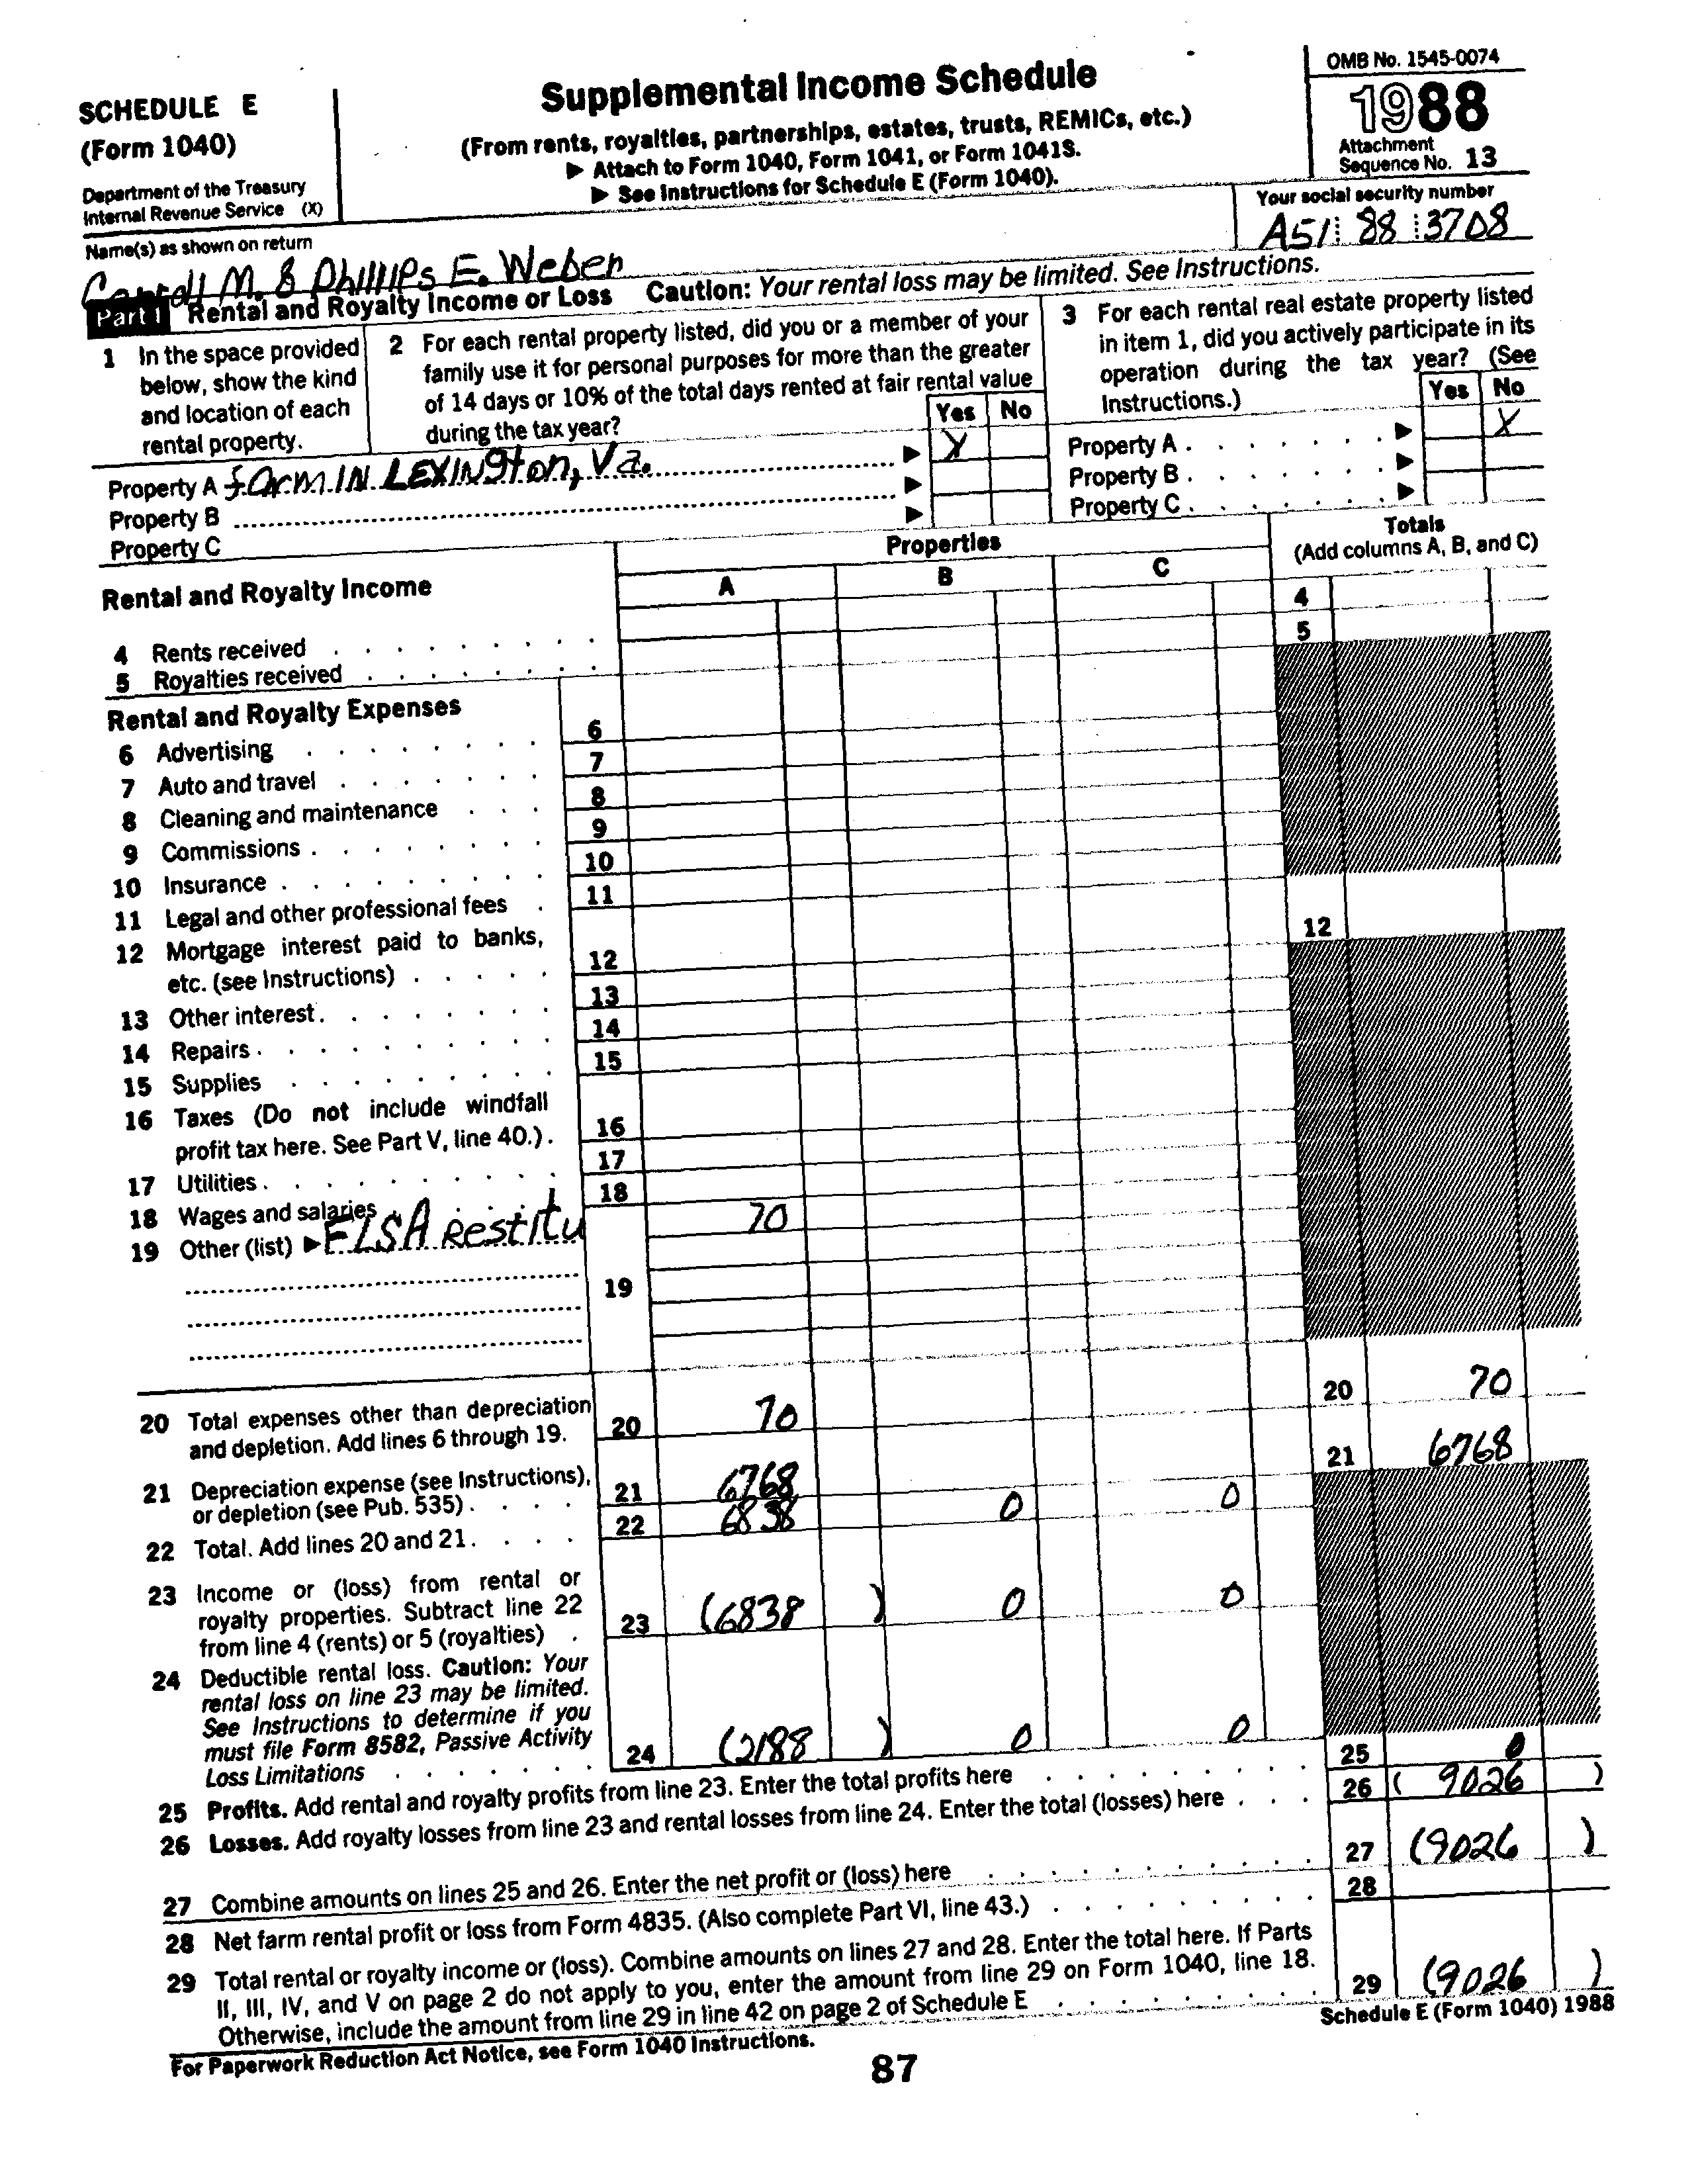 SCHEDULE E
(Form 1040)
Department of the Treasury
Internal Revenue Service (X)
Supplemental Income Schedule
(From rents, royalties, partnerships, estates, trusts, REMICs, etc.)
▶ Attach to Form 1040, Form 1041, or Form 1041S.
▶ See Instructions for Schedule E (Form 1040).
OMB No. 1545-0074
1988
Attachment
Sequence No. 13
Name(s) as shown on return
M. & Phillips E. Weber
Your social security number
A51 88 3708
Part I Rental and Royalty Income or Loss Caution: Your rental loss may be limited. See Instructions.
1 In the space provided
below, show the kind
and location of each
rental property.
2 For each rental property listed, did you or a member of your
family use it for personal purposes for more than the greater
of 14 days or 10% of the total days rented at fair rental value
during the tax year?
Yes No
3 For each rental real estate property listed
in item 1, did you actively participate in its
operation during the tax year? (See
Instructions.)
Yes No
Property A farm IN LEXINgton, Va. ▶ X
Property B ▶
Property C ▶
Property A ▶ X
Property B ▶
Property C ▶
Rental and Royalty Income
Properties
A B C
Totals
(Add columns A, B, and C)
4 Rents received 4
5 Royalties received 5
Rental and Royalty Expenses
6 Advertising 6
7 Auto and travel 7
8 Cleaning and maintenance 8
9 Commissions 9
10 Insurance 10
11 Legal and other professional fees 11
12 Mortgage interest paid to banks,
etc. (see Instructions) 12 12
13 Other interest 13
14 Repairs 14
15 Supplies 15
16 Taxes (Do not include windfall
profit tax here. See Part V, line 40.) 16
17 Utilities 17
18 Wages and salaries 18
19 Other (list) ▶ FLSA Restitu 70
19
20 Total expenses other than depreciation
and depletion. Add lines 6 through 19. 20 70 20 70
21 Depreciation expense (see Instructions),
or depletion (see Pub. 535) 21 6768 21 6768
22 Total. Add lines 20 and 21 22 6838 0 0
23 Income or (loss) from rental or
royalty properties. Subtract line 22
from line 4 (rents) or 5 (royalties) 23 (6838 ) 0 0
24 Deductible rental loss. Caution: Your
rental loss on line 23 may be limited.
See Instructions to determine if you
must file Form 8582, Passive Activity
Loss Limitations 24 (2188 ) 0 0
25 Profits. Add rental and royalty profits from line 23. Enter the total profits here 25 0
26 Losses. Add royalty losses from line 23 and rental losses from line 24. Enter the total (losses) here 26 ( 9026 )
27 Combine amounts on lines 25 and 26. Enter the net profit or (loss) here 27 (9026 )
28 Net farm rental profit or loss from Form 4835. (Also complete Part VI, line 43.) 28
29 Total rental or royalty income or (loss). Combine amounts on lines 27 and 28. Enter the total here. If Parts
II, III, IV, and V on page 2 do not apply to you, enter the amount from line 29 on Form 1040, line 18.
Otherwise, include the amount from line 29 in line 42 on page 2 of Schedule E 29 (9026 )
For Paperwork Reduction Act Notice, see Form 1040 Instructions.
Schedule E (Form 1040) 1988
87